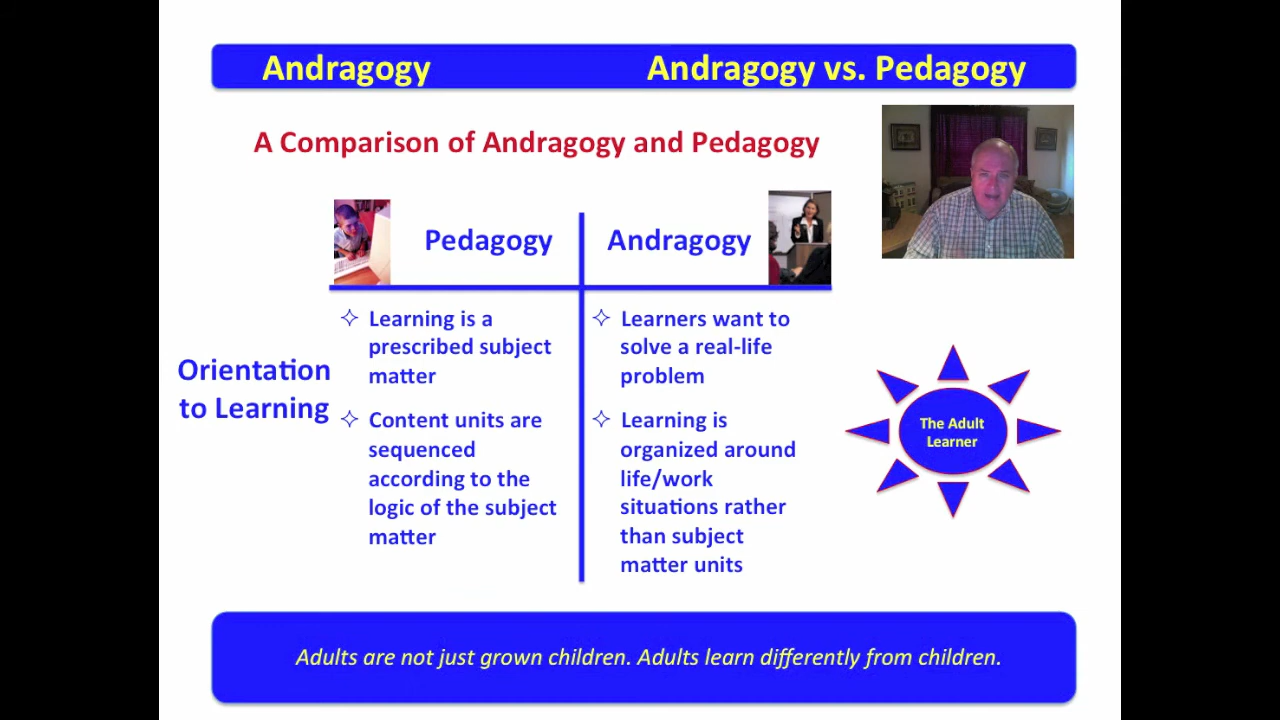 Andragogy
Andragogy vs. Pedagogy
A Comparison of Andragogy and Pedagogy
Pedagogy
Andragogy
Orientation
to Learning
✧ Learning is a
prescribed subject
matter
✧ Content units are
sequenced
according to the
logic of the subject
matter
✧ Learners want to
solve a real-life
problem
✧ Learning is
organized around
life/work
situations rather
than subject
matter units
The Adult
Learner
Adults are not just grown children. Adults learn differently from children.